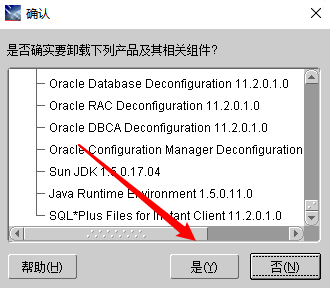 确认
是否确实要卸载下列产品及其相关组件?
Oracle Database Deconfiguration 11.2.0.1.0
Oracle RAC Deconfiguration 11.2.0.1.0
Oracle DBCA Deconfiguration 11.2.0.1.0
Oracle Configuration Manager Deconfiguration
Sun JDK 1.5.0.17.04
Java Runtime Environment 1.5.0.11.0
SQL*Plus Files for Instant Client 11.2.0.1.0
帮助(H) 是(Y) 否(N)